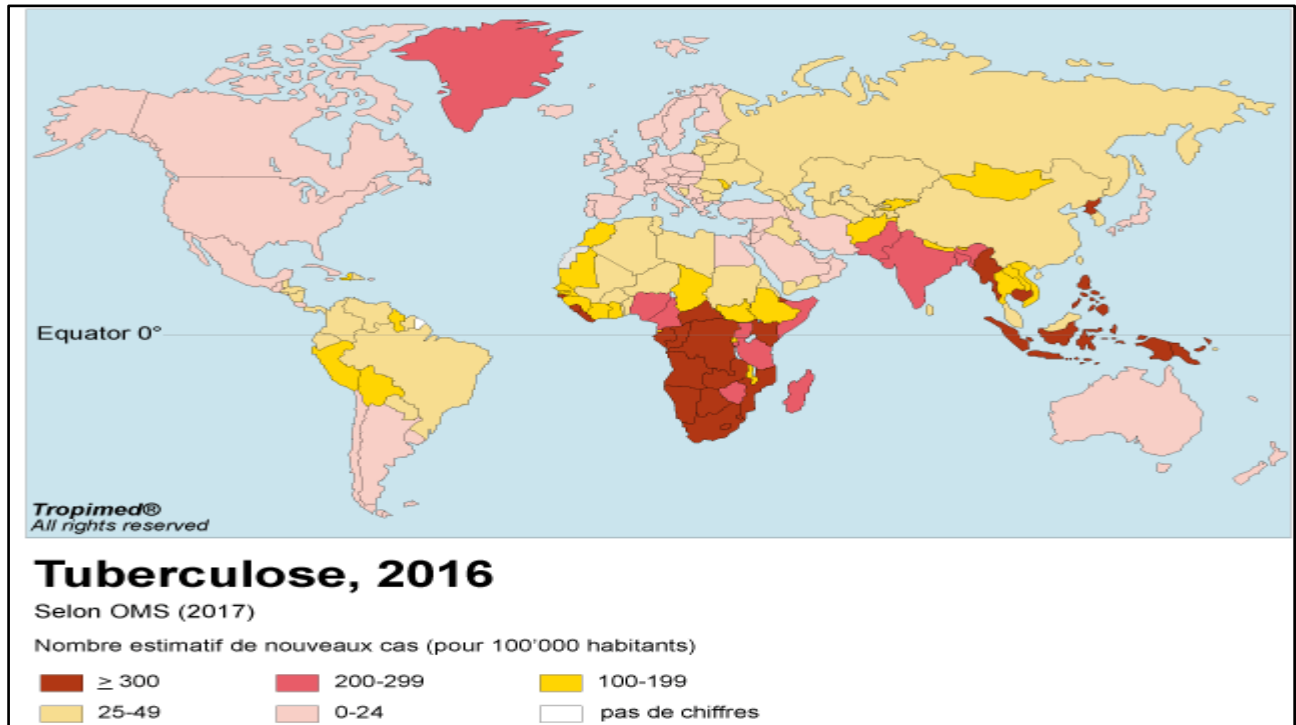 Equator 0°
Tropimed®
All rights reserved
Tuberculose, 2016
Selon OMS (2017)
Nombre estimatif de nouveaux cas (pour 100'000 habitants)
≥ 300 200-299 100-199
25-49 0-24 pas de chiffres